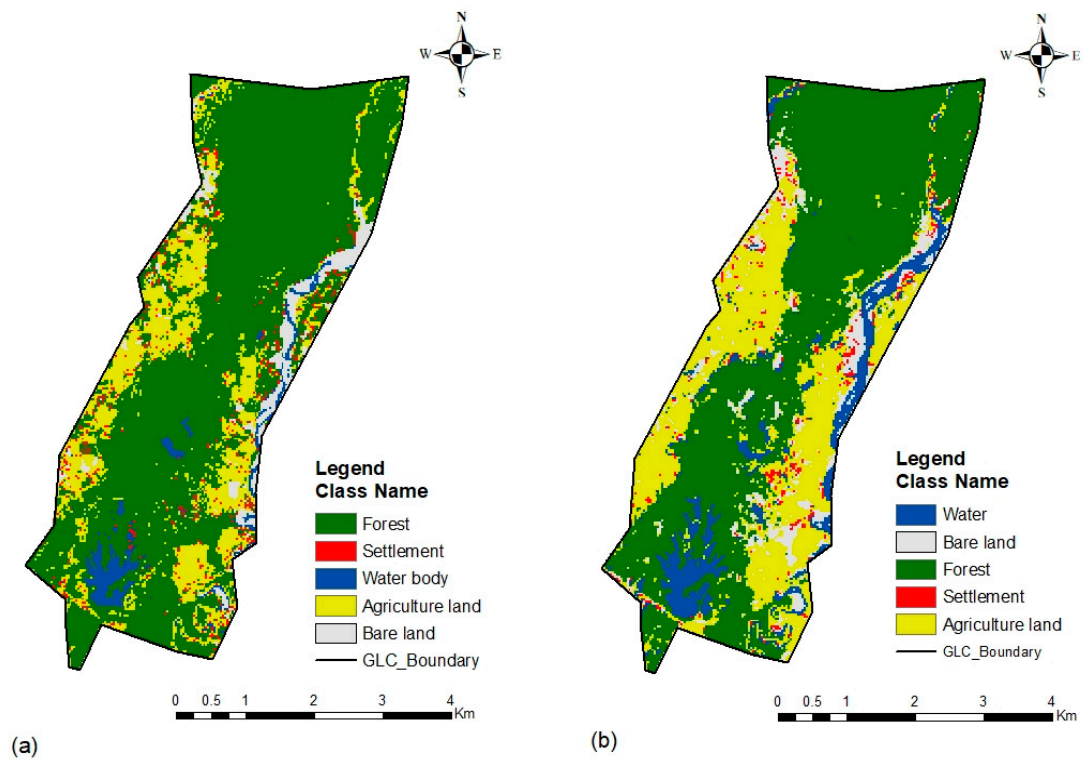 N
W E
S
Legend
Class Name
Forest
Settlement
Water body
Agriculture land
Bare land
GLC_Boundary
0 0.5 1 2 3 4
Km
(a)
N
W E
S
Legend
Class Name
Water
Bare land
Forest
Settlement
Agriculture land
GLC_Boundary
0 0.5 1 2 3 4
Km
(b)